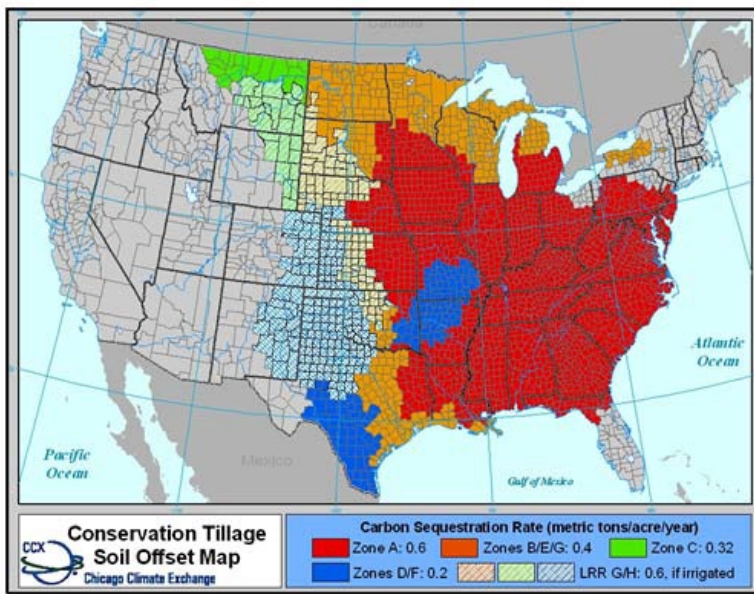 Canada
Atlantic
Ocean
Pacific
Ocean
Mexico
Gulf of Mexico
CCX
Conservation Tillage
Soil Offset Map
Chicago Climate Exchange
Carbon Sequestration Rate (metric tons/acre/year)
Zone A: 0.6 Zones B/E/G: 0.4 Zone C: 0.32
Zones D/F: 0.2 LRR G/H: 0.6, if irrigated